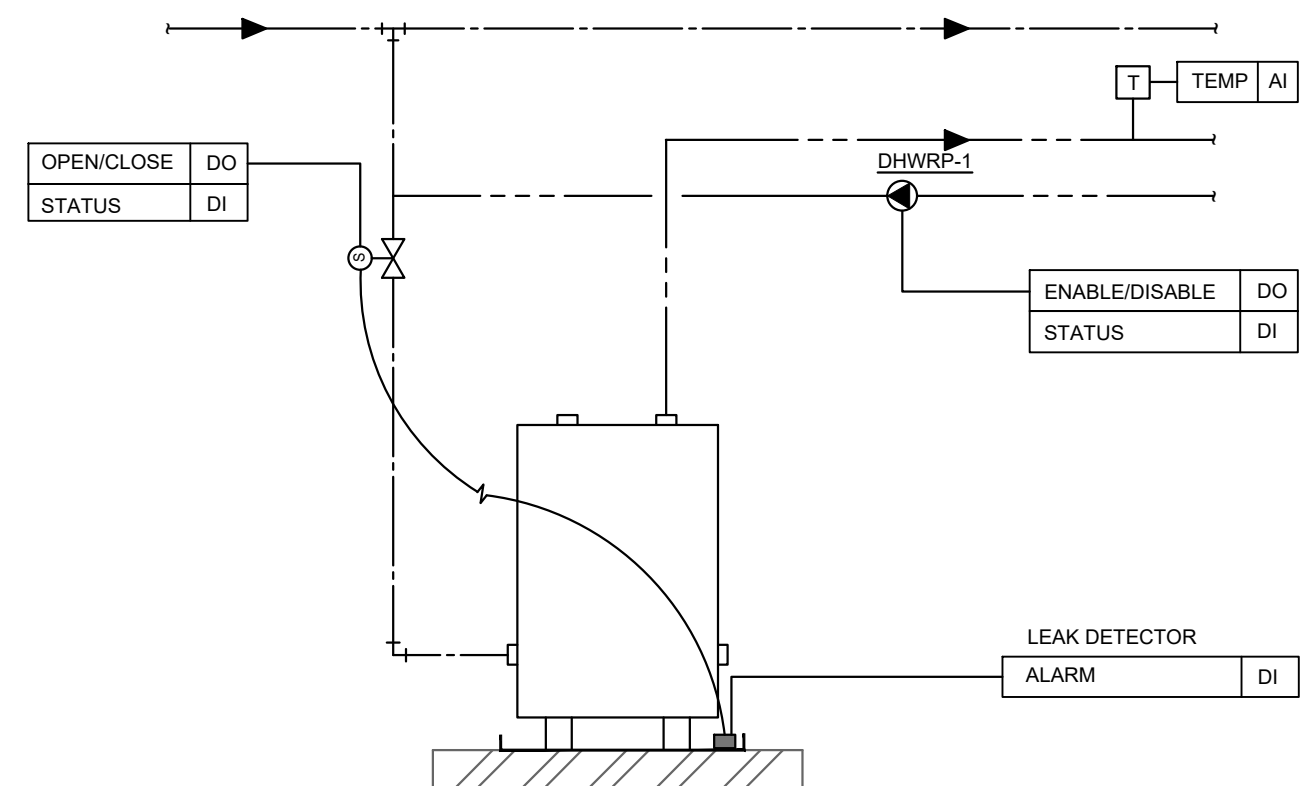 T TEMP AI
OPEN/CLOSE DO
STATUS DI
DHWRP-1
S
ENABLE/DISABLE DO
STATUS DI
LEAK DETECTOR
ALARM DI